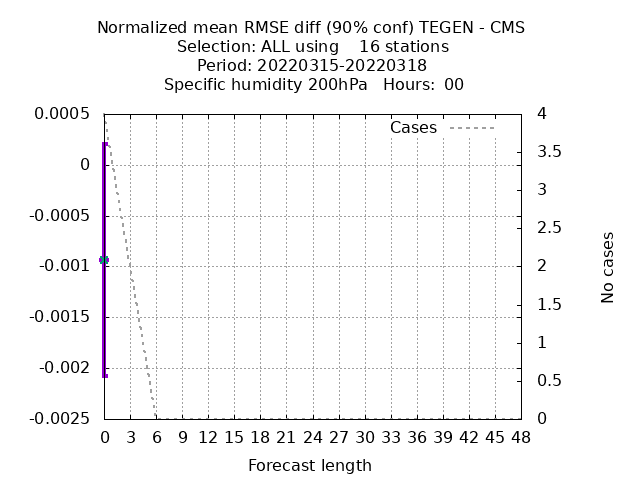 Normalized mean RMSE diff (90% conf) TEGEN - CMS
Selection: ALL using    16 stations
Period: 20220315-20220318
Specific humidity 200hPa   Hours:  00
Cases
0.0005
0
-0.0005
-0.001
-0.0015
-0.002
-0.0025
4
3.5
3
2.5
2
1.5
1
0.5
0
No cases
0 3 6 9 12 15 18 21 24 27 30 33 36 39 42 45 48
Forecast length